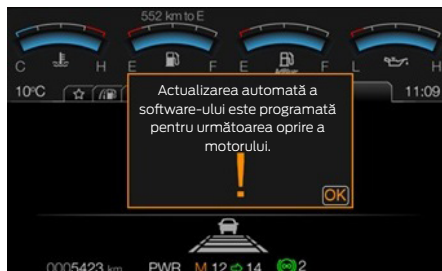 552 km to E
C H E F E F L H
10°C 11:09
Actualizarea automată a
software-ului este programată
pentru următoarea oprire a
motorului.
!
OK
0005423 km PWR M 12 14 2